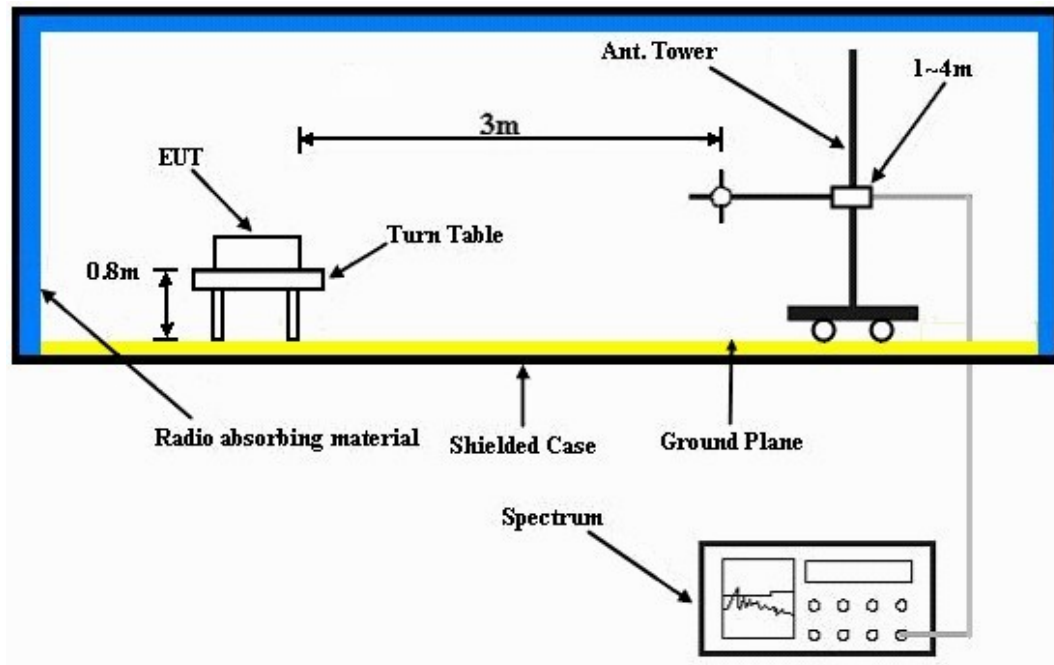 Ant. Tower
1~4m
3m
EUT
Turn Table
0.8m
Radio absorbing material
Shielded Case
Ground Plane
Spectrum